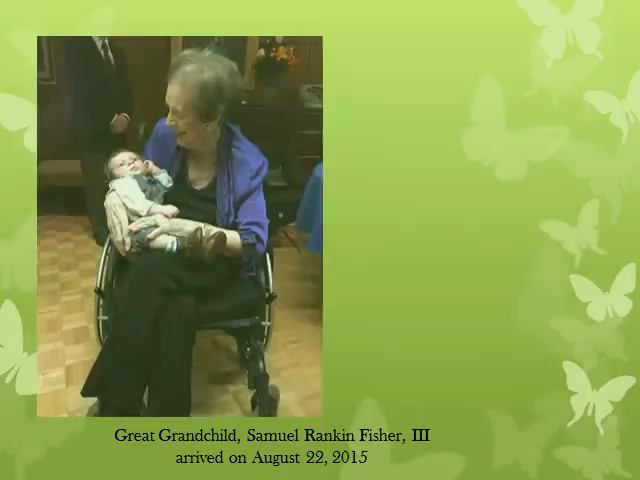 Great Grandchild, Samuel Rankin Fisher, III
arrived on August 22, 2015